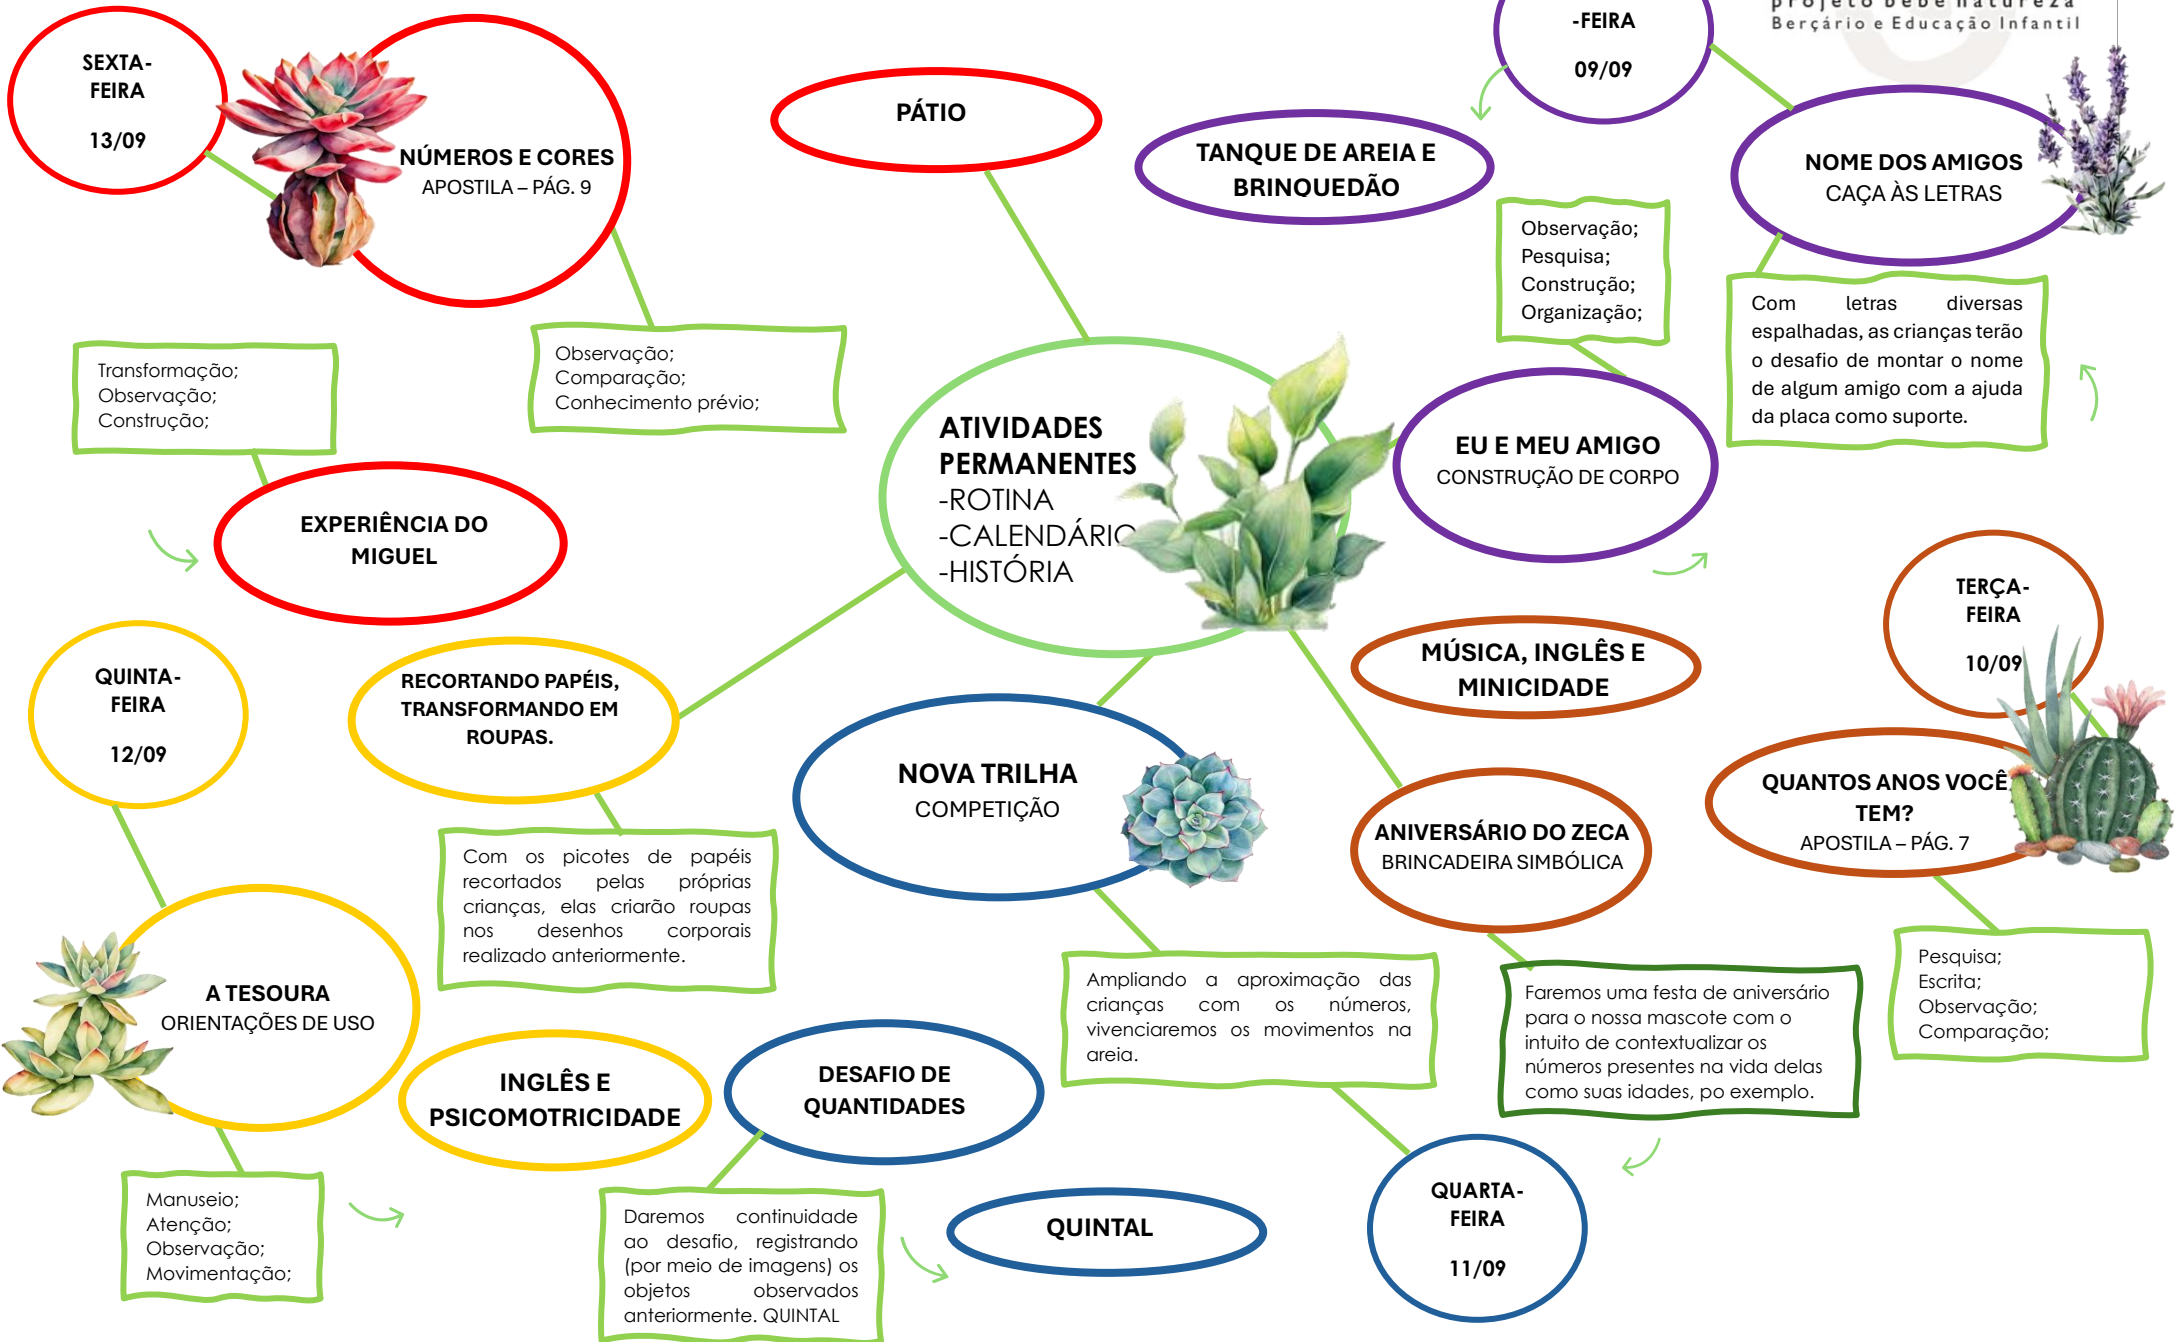 projeto bebê natureza
Berçário e Educação Infantil
-FEIRA
09/09
NOME DOS AMIGOS
CAÇA ÀS LETRAS
Com letras diversas
espalhadas, as crianças terão
o desafio de montar o nome
de algum amigo com a ajuda
da placa como suporte.
TANQUE DE AREIA E
BRINQUEDÃO
Observação;
Pesquisa;
Construção;
Organização;
EU E MEU AMIGO
CONSTRUÇÃO DE CORPO
SEXTA-
FEIRA
13/09
NÚMEROS E CORES
APOSTILA – PÁG. 9
Observação;
Comparação;
Conhecimento prévio;
PÁTIO
Transformação;
Observação;
Construção;
EXPERIÊNCIA DO
MIGUEL
ATIVIDADES
PERMANENTES
-ROTINA
-CALENDÁRIO
-HISTÓRIA
TERÇA-
FEIRA
10/09
QUANTOS ANOS VOCÊ
TEM?
APOSTILA – PÁG. 7
Pesquisa;
Escrita;
Observação;
Comparação;
MÚSICA, INGLÊS E
MINICIDADE
ANIVERSÁRIO DO ZECA
BRINCADEIRA SIMBÓLICA
Faremos uma festa de aniversário
para o nossa mascote com o
intuito de contextualizar os
números presentes na vida delas
como suas idades, po exemplo.
QUINTA-
FEIRA
12/09
RECORTANDO PAPÉIS,
TRANSFORMANDO EM
ROUPAS.
Com os picotes de papéis
recortados pelas próprias
crianças, elas criarão roupas
nos desenhos corporais
realizado anteriormente.
A TESOURA
ORIENTAÇÕES DE USO
Manuseio;
Atenção;
Observação;
Movimentação;
INGLÊS E
PSICOMOTRICIDADE
NOVA TRILHA
COMPETIÇÃO
Ampliando a aproximação das
crianças com os números,
vivenciaremos os movimentos na
areia.
DESAFIO DE
QUANTIDADES
Daremos continuidade
ao desafio, registrando
(por meio de imagens) os
objetos observados
anteriormente. QUINTAL
QUINTAL
QUARTA-
FEIRA
11/09